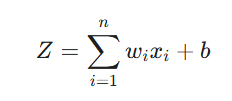 Z = \sum_{i=1}^{n} w_i x_i + b